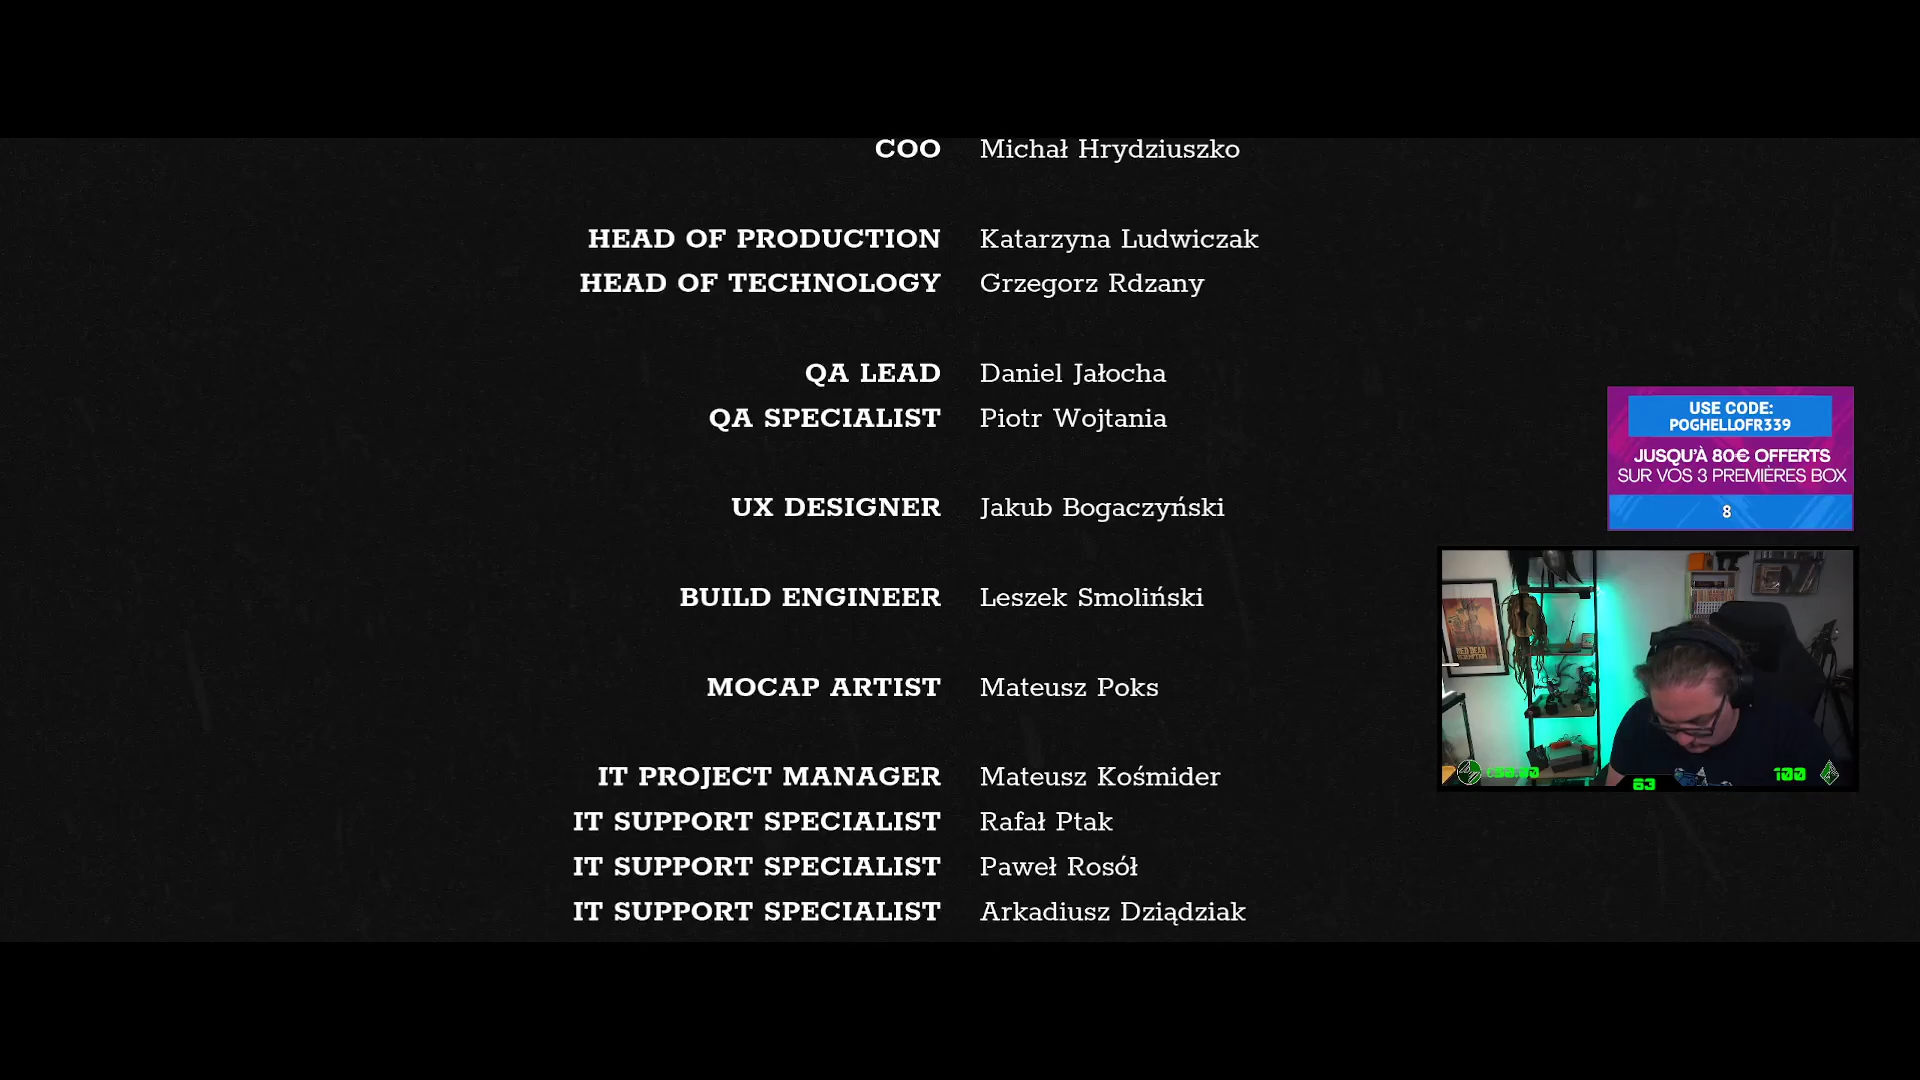 COO Michał Hrydziuszko
HEAD OF PRODUCTION Katarzyna Ludwiczak
HEAD OF TECHNOLOGY Grzegorz Rdzany
QA LEAD Daniel Jałocha
QA SPECIALIST Piotr Wojtania
UX DESIGNER Jakub Bogaczyński
BUILD ENGINEER Leszek Smoliński
MOCAP ARTIST Mateusz Poks
IT PROJECT MANAGER Mateusz Kośmider
IT SUPPORT SPECIALIST Rafał Ptak
IT SUPPORT SPECIALIST Paweł Rosół
IT SUPPORT SPECIALIST Arkadiusz Dziądziak
USE CODE:
POGHELLOFR339
JUSQU'À 80€ OFFERTS
SUR VOS 3 PREMIÈRES BOX
8
RED DEAD
REDEMPTION
63
100